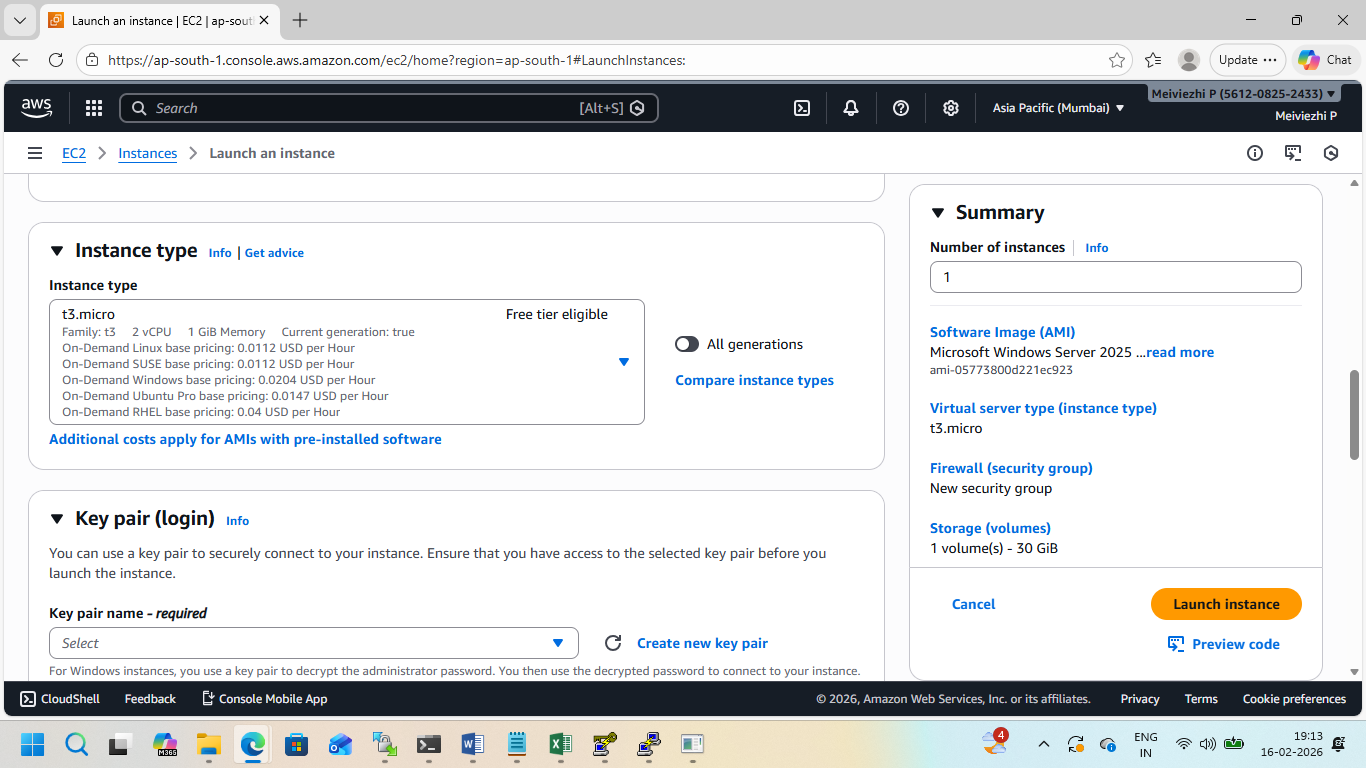 Launch an instance | EC2 | ap-sout
https://ap-south-1.console.aws.amazon.com/ec2/home?region=ap-south-1#LaunchInstances:
Update
Chat
aws
Search
[Alt+S]
Asia Pacific (Mumbai)
Meiviezhi P (5612-0825-2433)
Meiviezhi P
EC2
Instances
Launch an instance
Instance type
Info | Get advice
Instance type
t3.micro
Free tier eligible
Family: t3 2 vCPU 1 GiB Memory Current generation: true
On-Demand Linux base pricing: 0.0112 USD per Hour
On-Demand SUSE base pricing: 0.0112 USD per Hour
On-Demand Windows base pricing: 0.0204 USD per Hour
On-Demand Ubuntu Pro base pricing: 0.0147 USD per Hour
On-Demand RHEL base pricing: 0.04 USD per Hour
All generations
Compare instance types
Additional costs apply for AMIs with pre-installed software
Key pair (login)
Info
You can use a key pair to securely connect to your instance. Ensure that you have access to the selected key pair before you
launch the instance.
Key pair name - required
Select
Create new key pair
For Windows instances, you use a key pair to decrypt the administrator password. You then use the decrypted password to connect to your instance.
Summary
Number of instances
Info
1
Software Image (AMI)
Microsoft Windows Server 2025 ...read more
ami-05773800d221ec923
Virtual server type (instance type)
t3.micro
Firewall (security group)
New security group
Storage (volumes)
1 volume(s) - 30 GiB
Cancel
Launch instance
Preview code
CloudShell
Feedback
Console Mobile App
© 2026, Amazon Web Services, Inc. or its affiliates.
Privacy
Terms
Cookie preferences
M365
4
ENG
IN
19:13
16-02-2026